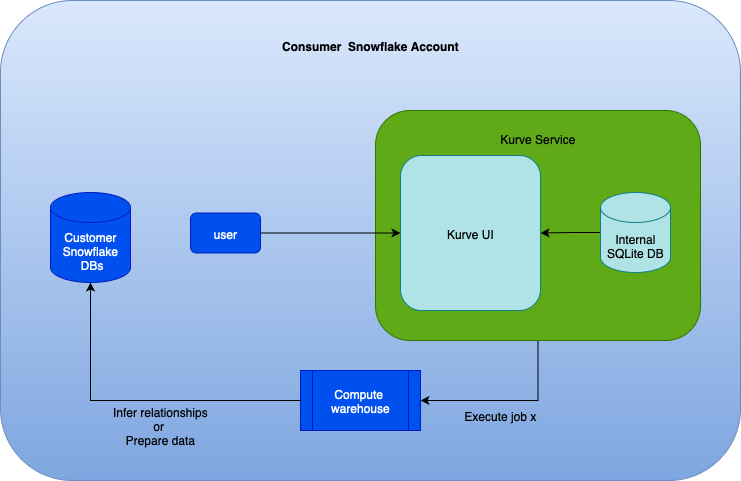 Consumer  Snowflake Account
Kurve Service
Customer
Snowflake
DBs
user
Kurve UI
Internal
SQLite DB
Compute
warehouse
Infer relationships
or
Prepare data
Execute job x